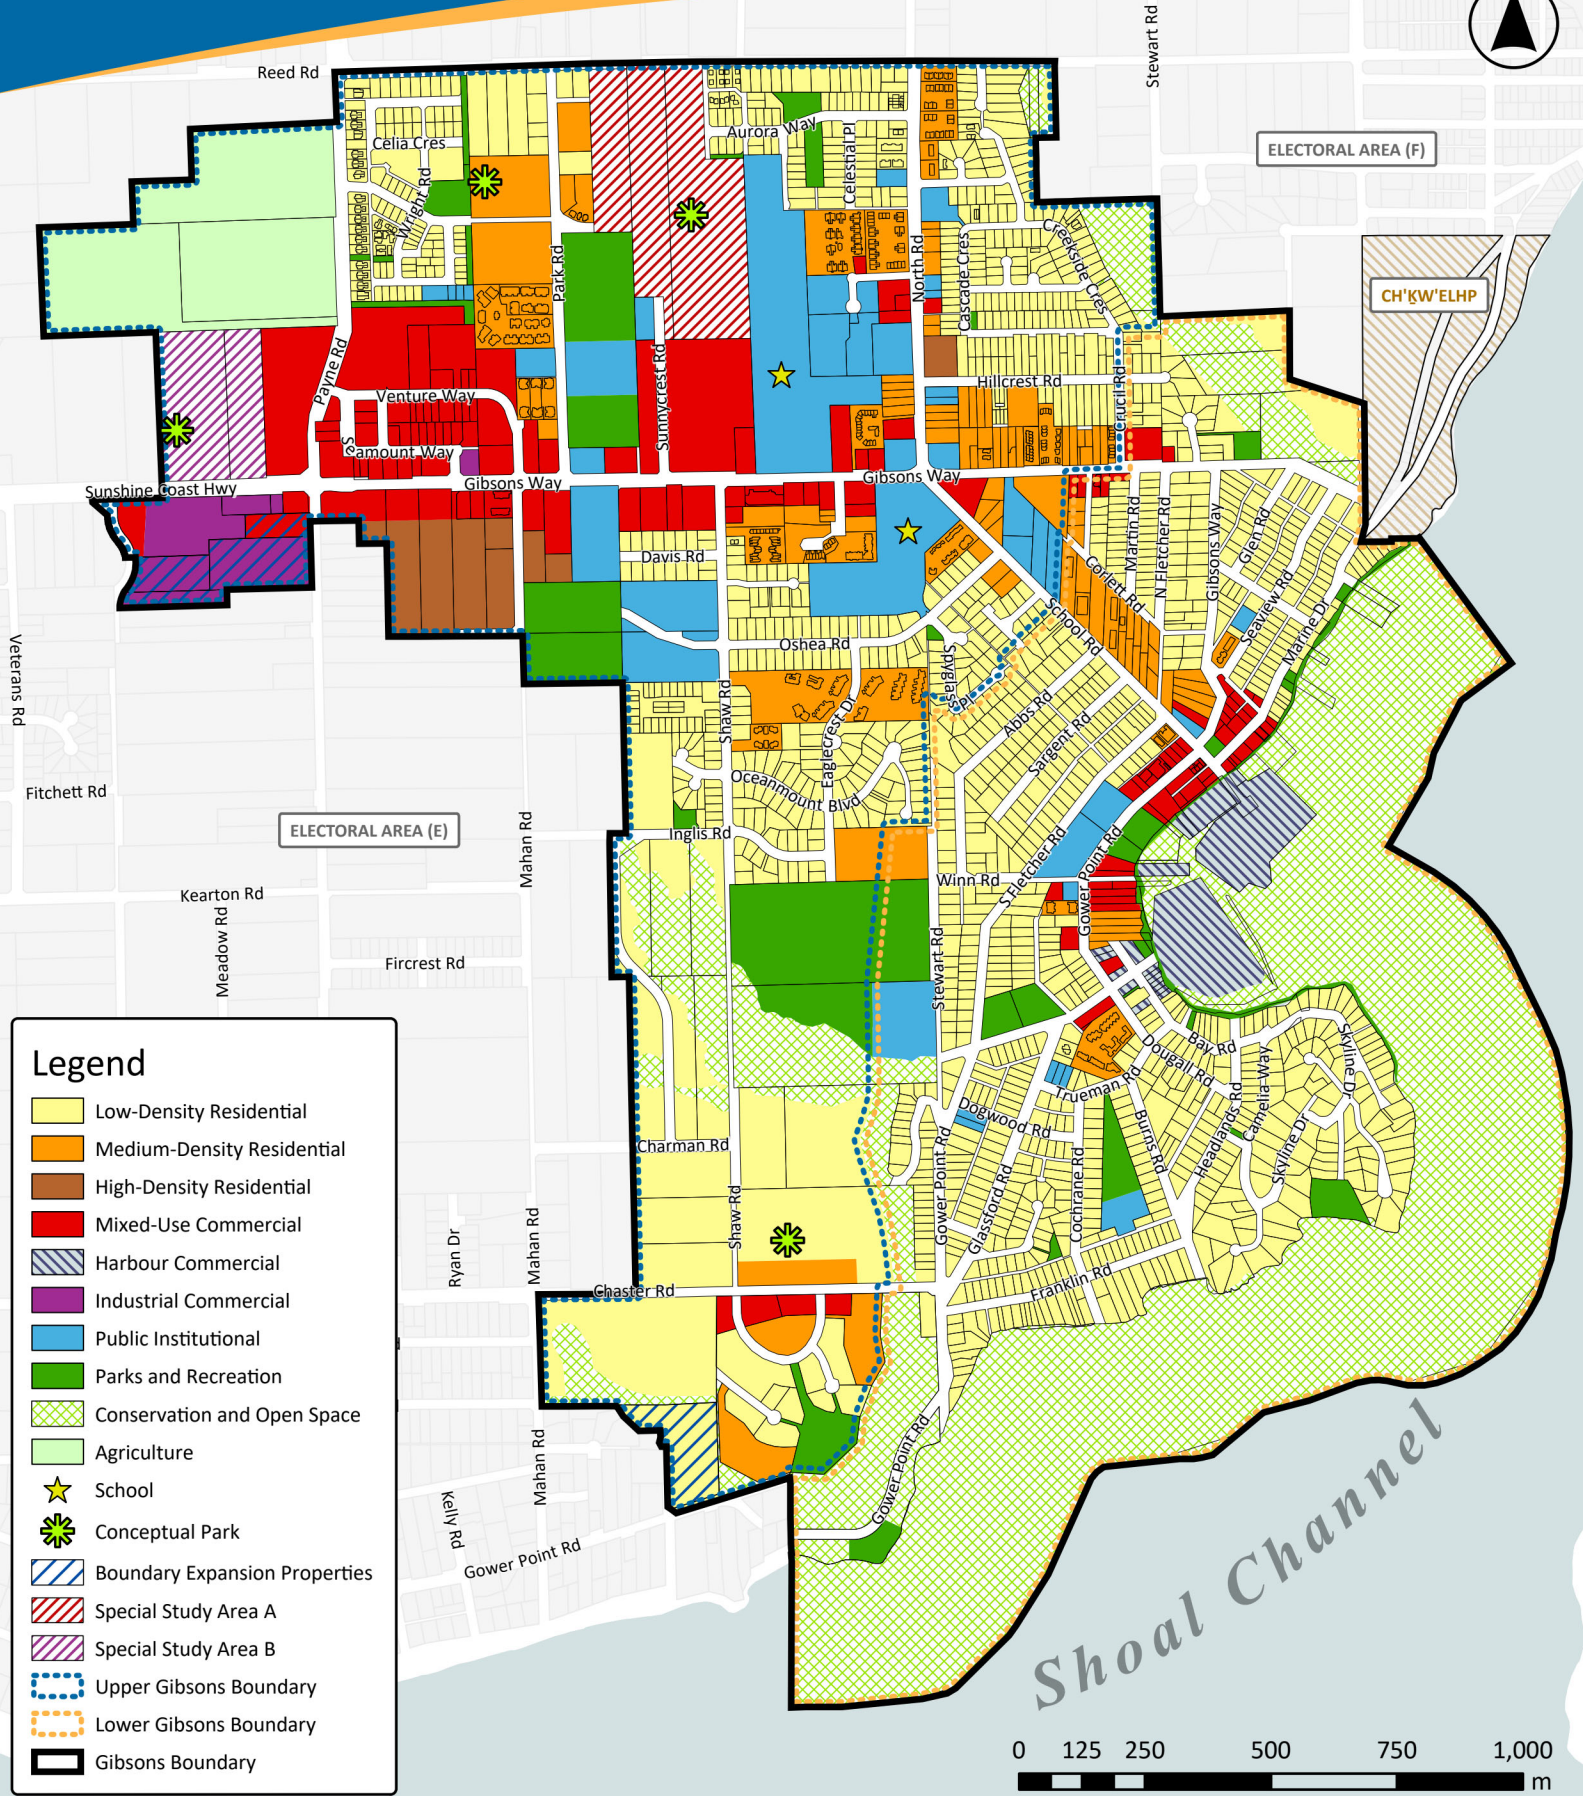 Stewart Rd
Reed Rd
Aurora Way
Celestial Pl
Celia Cres
Wright Rd
ELECTORAL AREA (F)
Park Rd
North Rd
Cascade Cres
Creekside Cres
CH'ḴW'ELHP
Payne Rd
Sunnycrest Rd
Hillcrest Rd
Crucil Rd
Venture Way
Seamount Way
Gibsons Way
Gibsons Way
Sunshine Coast Hwy
Martin Rd
N Fletcher Rd
Gibsons Way
Glen Rd
Davis Rd
Corlett Rd
Seaview Rd
Marine Dr
School Rd
Oshea Rd
Veterans Rd
Spyglass Pl
Shaw Rd
Abbs Rd
Sargent Rd
Eaglecrest Dr
Oceanmount Blvd
Fitchett Rd
ELECTORAL AREA (E)
Mahan Rd
Inglis Rd
Gower Point Rd
S Fletcher Rd
Winn Rd
Kearton Rd
Meadow Rd
Fircrest Rd
Stewart Rd
Bay Rd
Dougall Rd
Skyline Dr
Trueman Rd
Camelia Way
Headlands Rd
Dogwood Rd
Burns Rd
Skyline Dr
Charman Rd
Gower Point Rd
Glassford Rd
Cochrane Rd
Shaw Rd
Ryan Dr
Mahan Rd
Chaster Rd
Franklin Rd
Mahan Rd
Gower Point Rd
Kelly Rd
Gower Point Rd
Shoal Channel
Legend
Low-Density Residential
Medium-Density Residential
High-Density Residential
Mixed-Use Commercial
Harbour Commercial
Industrial Commercial
Public Institutional
Parks and Recreation
Conservation and Open Space
Agriculture
School
Conceptual Park
Boundary Expansion Properties
Special Study Area A
Special Study Area B
Upper Gibsons Boundary
Lower Gibsons Boundary
Gibsons Boundary
0 125 250 500 750 1,000
m